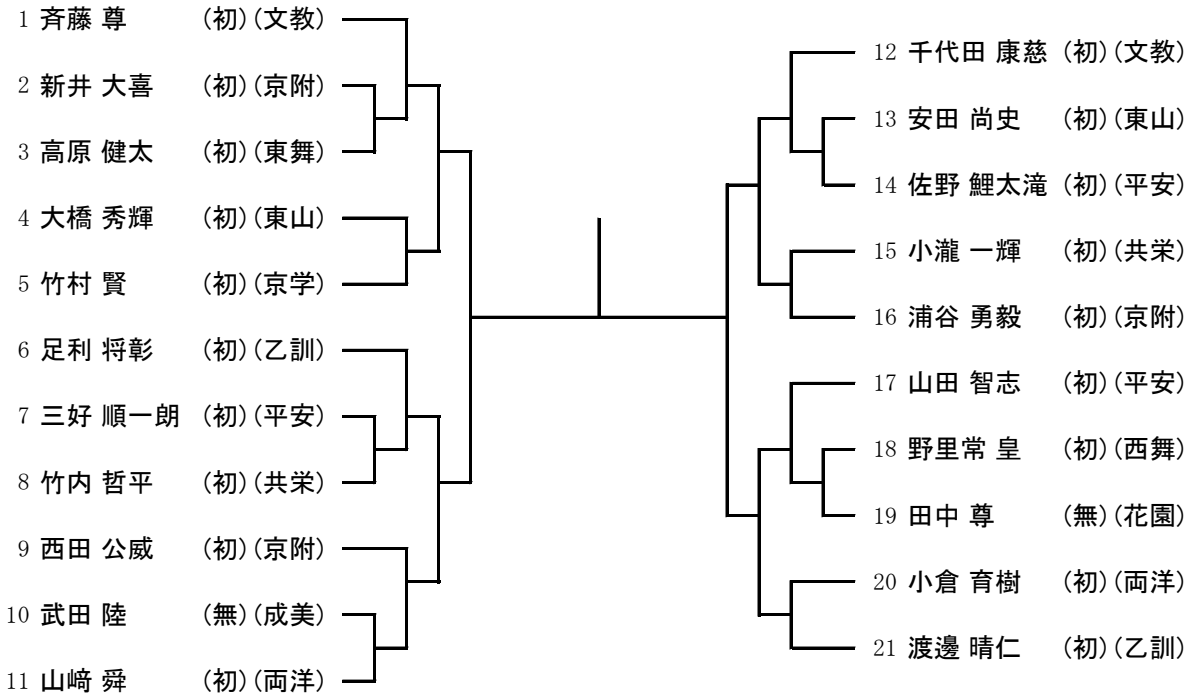 1 斉藤 尊 (初)(文教)
2 新井 大喜 (初)(京附)
3 高原 健太 (初)(東舞)
4 大橋 秀輝 (初)(東山)
5 竹村 賢 (初)(京学)
6 足利 将彰 (初)(乙訓)
7 三好 順一朗 (初)(平安)
8 竹内 哲平 (初)(共栄)
9 西田 公威 (初)(京附)
10 武田 陸 (無)(成美)
11 山﨑 舜 (初)(両洋)
12 千代田 康慈 (初)(文教)
13 安田 尚史 (初)(東山)
14 佐野 鯉太滝 (初)(平安)
15 小瀧 一輝 (初)(共栄)
16 浦谷 勇毅 (初)(京附)
17 山田 智志 (初)(平安)
18 野里常 皇 (初)(西舞)
19 田中 尊 (無)(花園)
20 小倉 育樹 (初)(両洋)
21 渡邊 晴仁 (初)(乙訓)